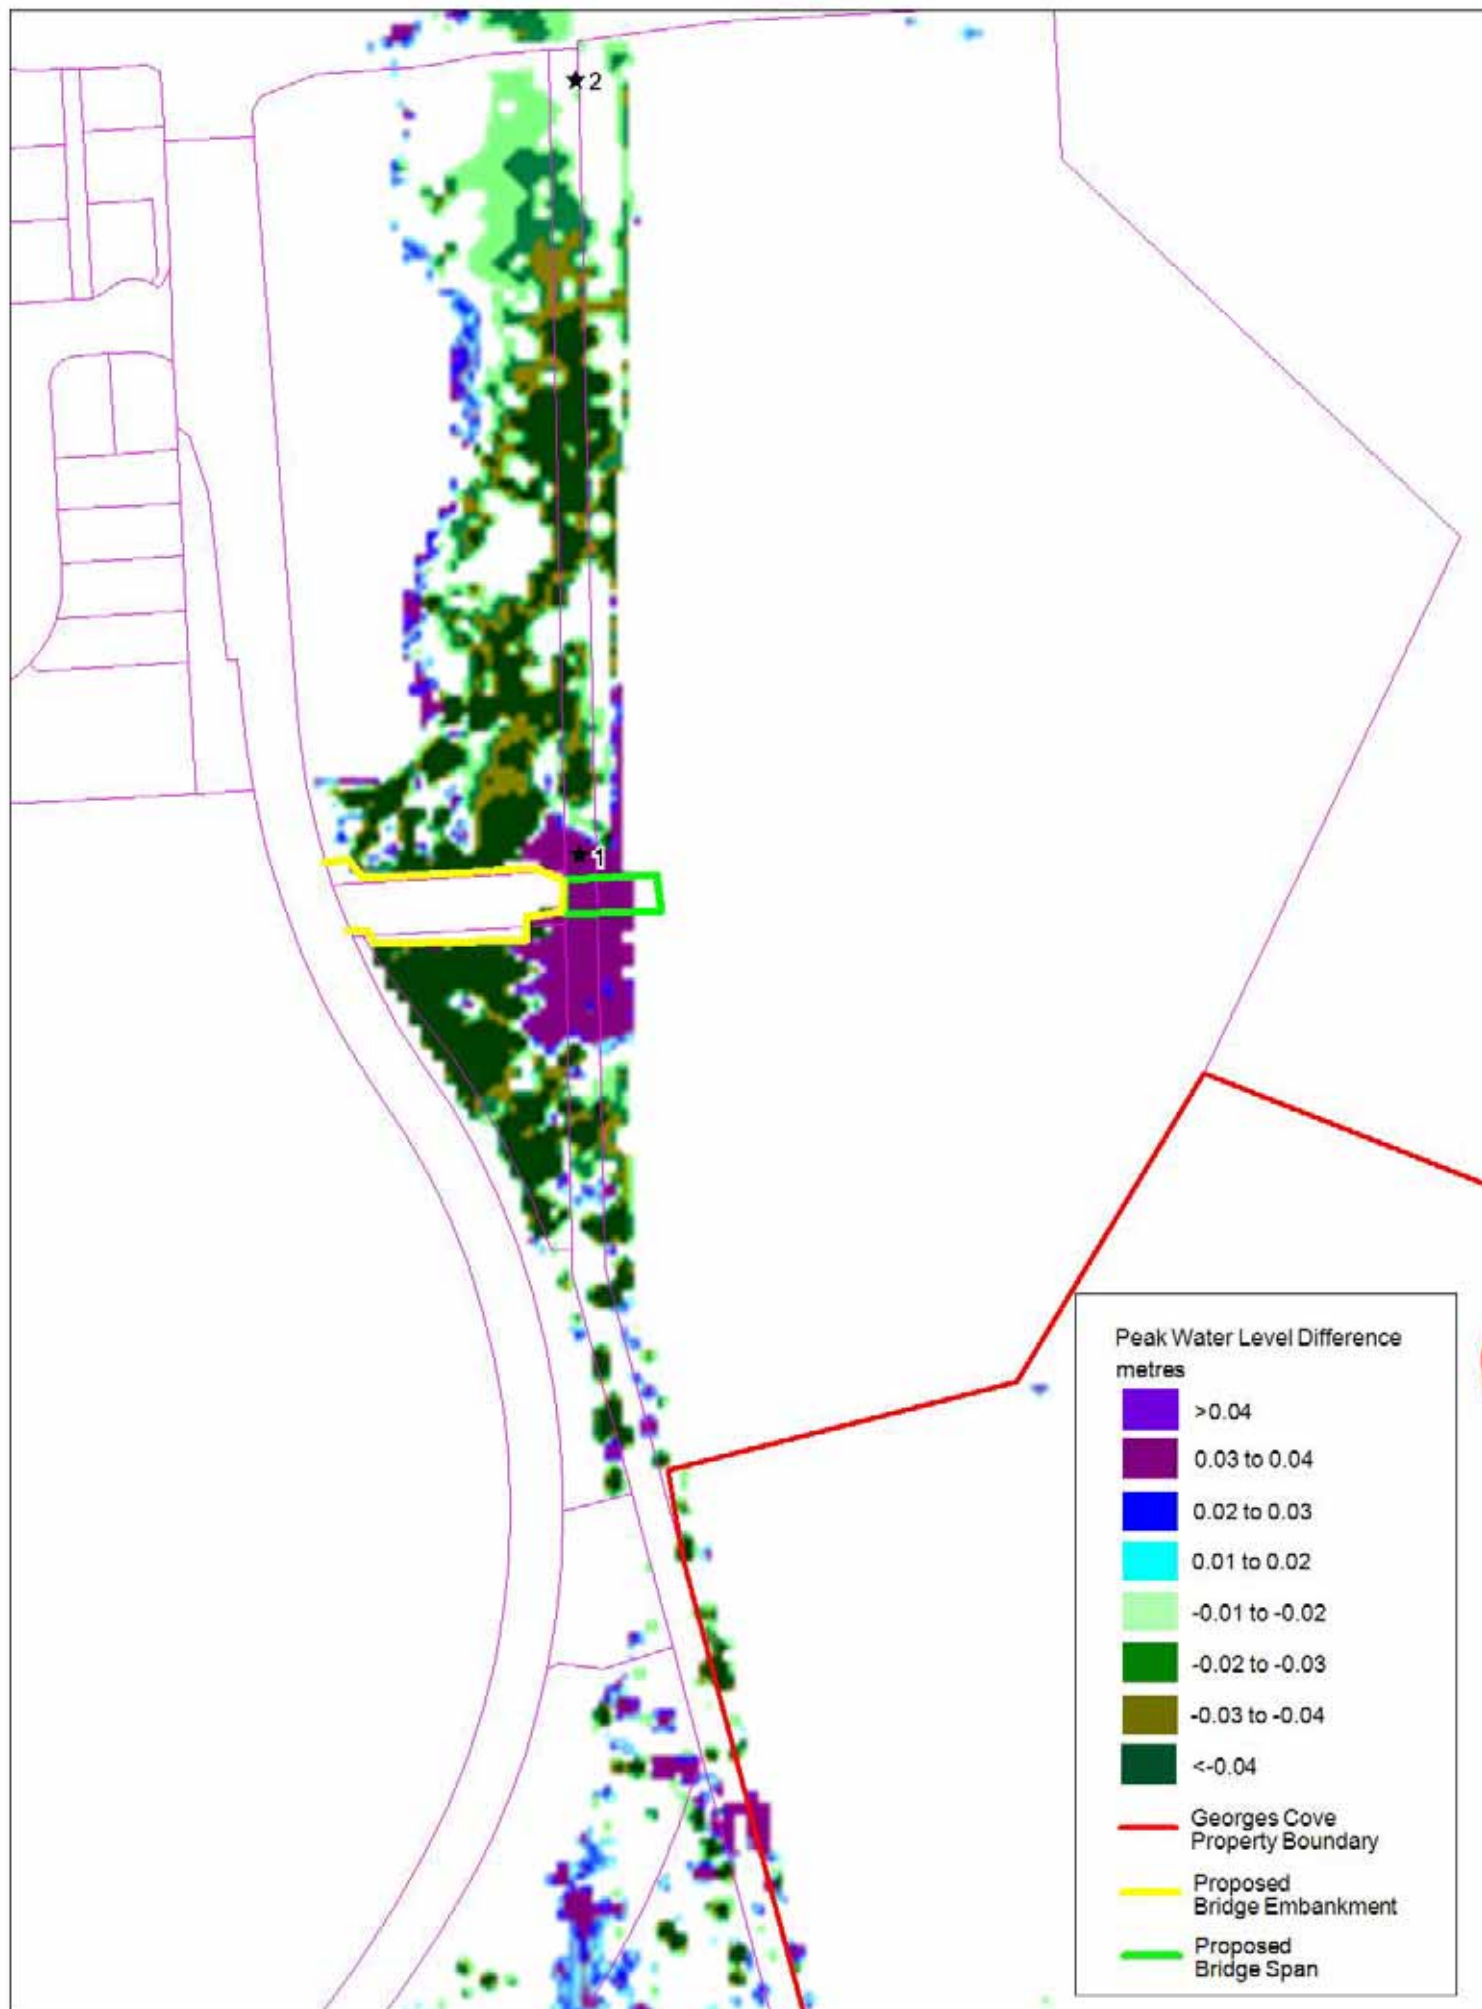 2
1
Peak Water Level Difference
metres
>0.04
0.03 to 0.04
0.02 to 0.03
0.01 to 0.02
-0.01 to -0.02
-0.02 to -0.03
-0.03 to -0.04
<-0.04
Georges Cove
Property Boundary
Proposed
Bridge Embankment
Proposed
Bridge Span